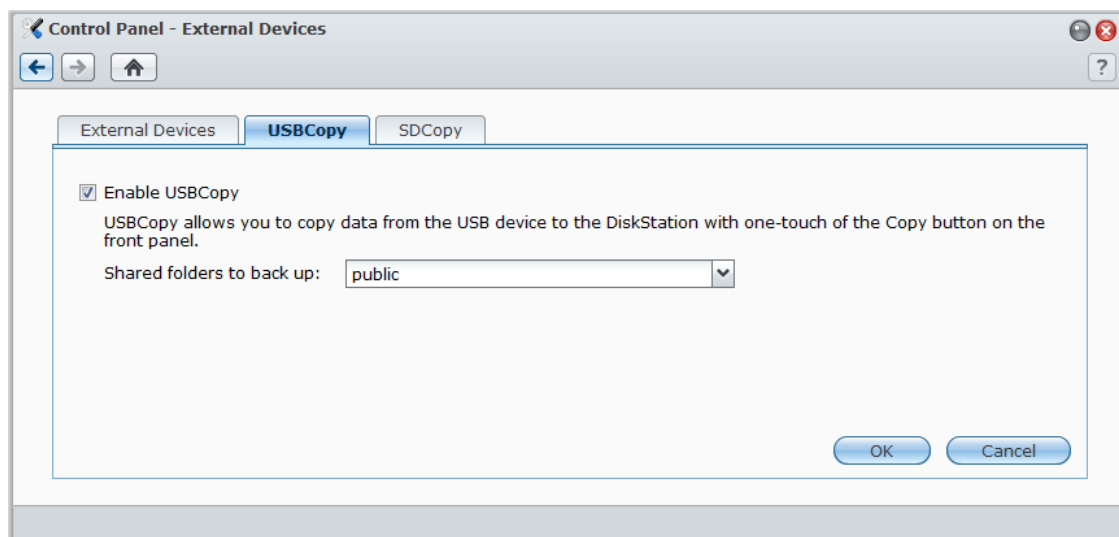 Control Panel - External Devices
?
External Devices USBCopy SDCopy
Enable USBCopy
USBCopy allows you to copy data from the USB device to the DiskStation with one-touch of the Copy button on the
front panel.
Shared folders to back up: public
OK Cancel